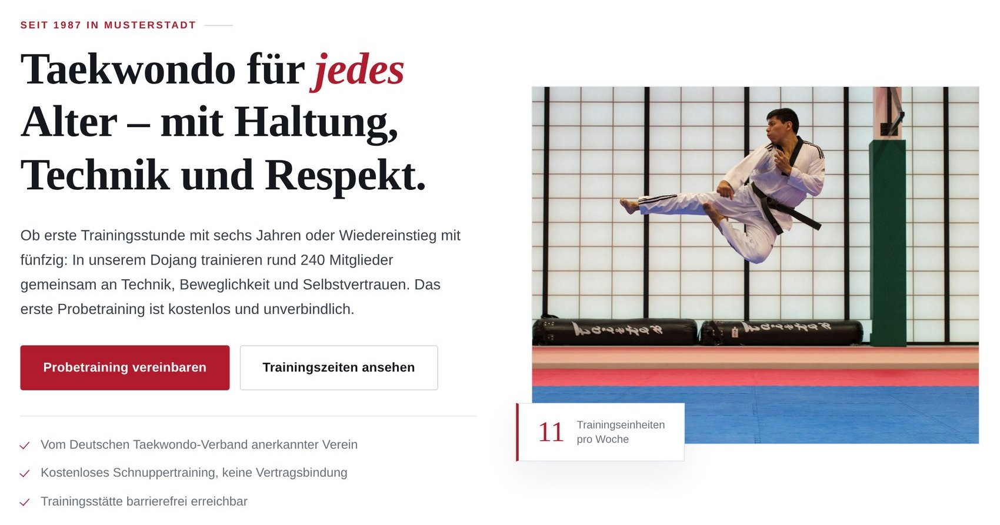 SEIT 1987 IN MUSTERSTADT
Taekwondo für jedes
Alter – mit Haltung,
Technik und Respekt.
Ob erste Trainingsstunde mit sechs Jahren oder Wiedereinstieg mit
fünfzig: In unserem Dojang trainieren rund 240 Mitglieder
gemeinsam an Technik, Beweglichkeit und Selbstvertrauen. Das
erste Probetraining ist kostenlos und unverbindlich.
Probetraining vereinbaren
Trainingszeiten ansehen
Vom Deutschen Taekwondo-Verband anerkannter Verein
Kostenloses Schnuppertraining, keine Vertragsbindung
Trainingsstätte barrierefrei erreichbar
11
Trainingseinheiten
pro Woche